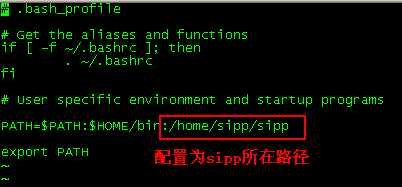 # .bash_profile
# Get the aliases and functions
if [ -f ~/.bashrc ]; then
. ~/.bashrc
fi
# User specific environment and startup programs
PATH=$PATH:$HOME/bin:/home/sipp/sipp
配置为sipp所在路径
export PATH
~
~